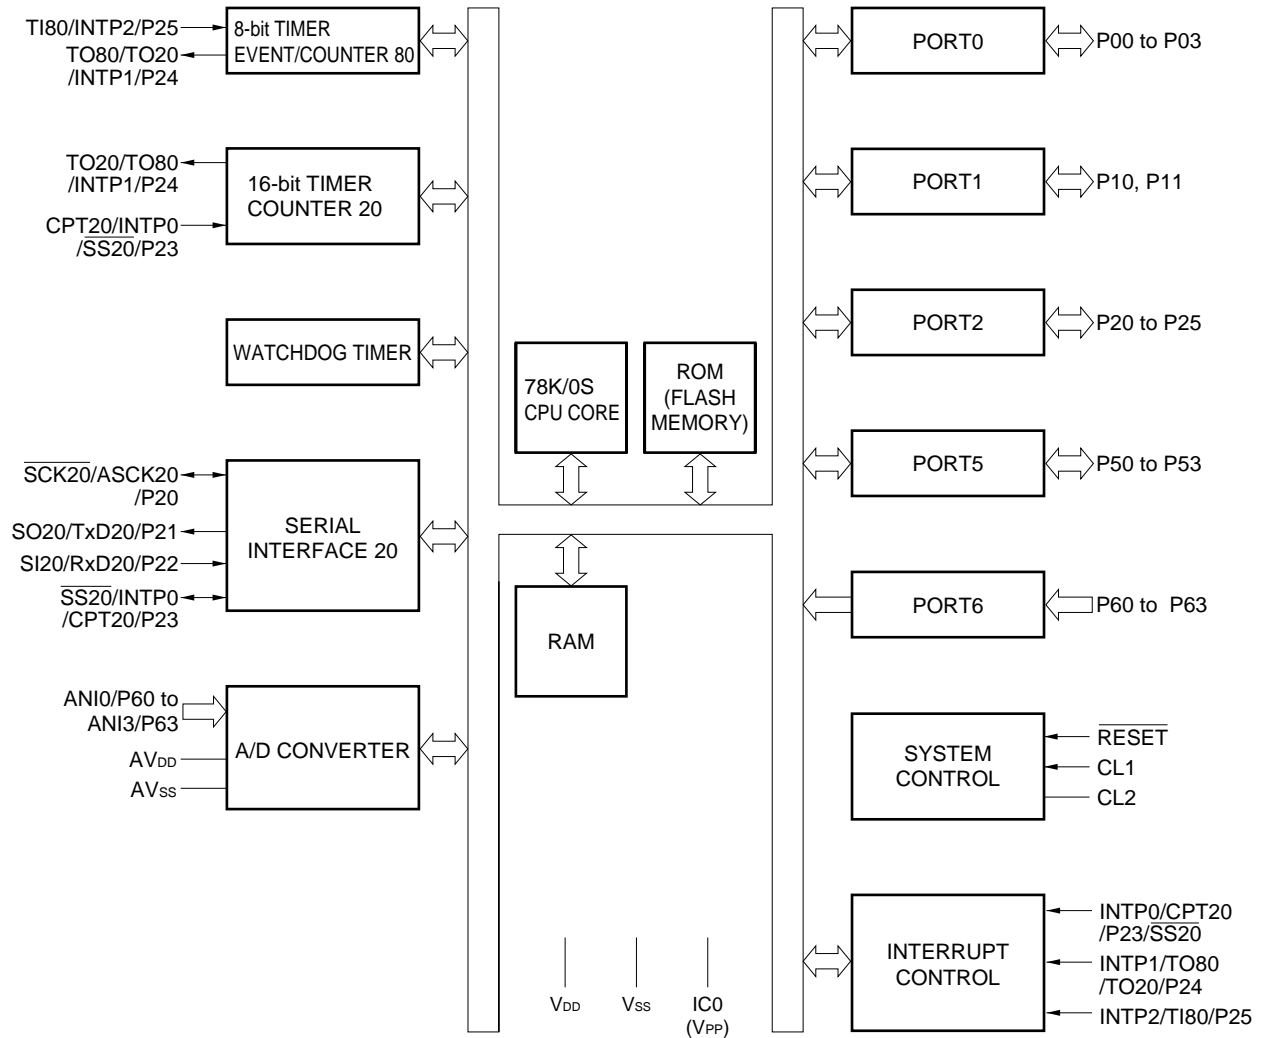 TI80/INTP2/P25
TO80/TO20
/INTP1/P24
8-bit TIMER
EVENT/COUNTER 80
TO20/TO80
/INTP1/P24
CPT20/INTP0
/SS20/P23
16-bit TIMER
COUNTER 20
WATCHDOG TIMER
SCK20/ASCK20
/P20
SO20/TxD20/P21
SI20/RxD20/P22
SS20/INTP0
/CPT20/P23
SERIAL
INTERFACE 20
ANI0/P60 to
ANI3/P63
AVDD
AVSS
A/D CONVERTER
78K/0S
CPU CORE
ROM
(FLASH
MEMORY)
RAM
VDD
VSS
IC0
(VPP)
PORT0
P00 to P03
PORT1
P10, P11
PORT2
P20 to P25
PORT5
P50 to P53
PORT6
P60 to P63
SYSTEM
CONTROL
RESET
CL1
CL2
INTERRUPT
CONTROL
INTP0/CPT20
/P23/SS20
INTP1/TO80
/TO20/P24
INTP2/TI80/P25